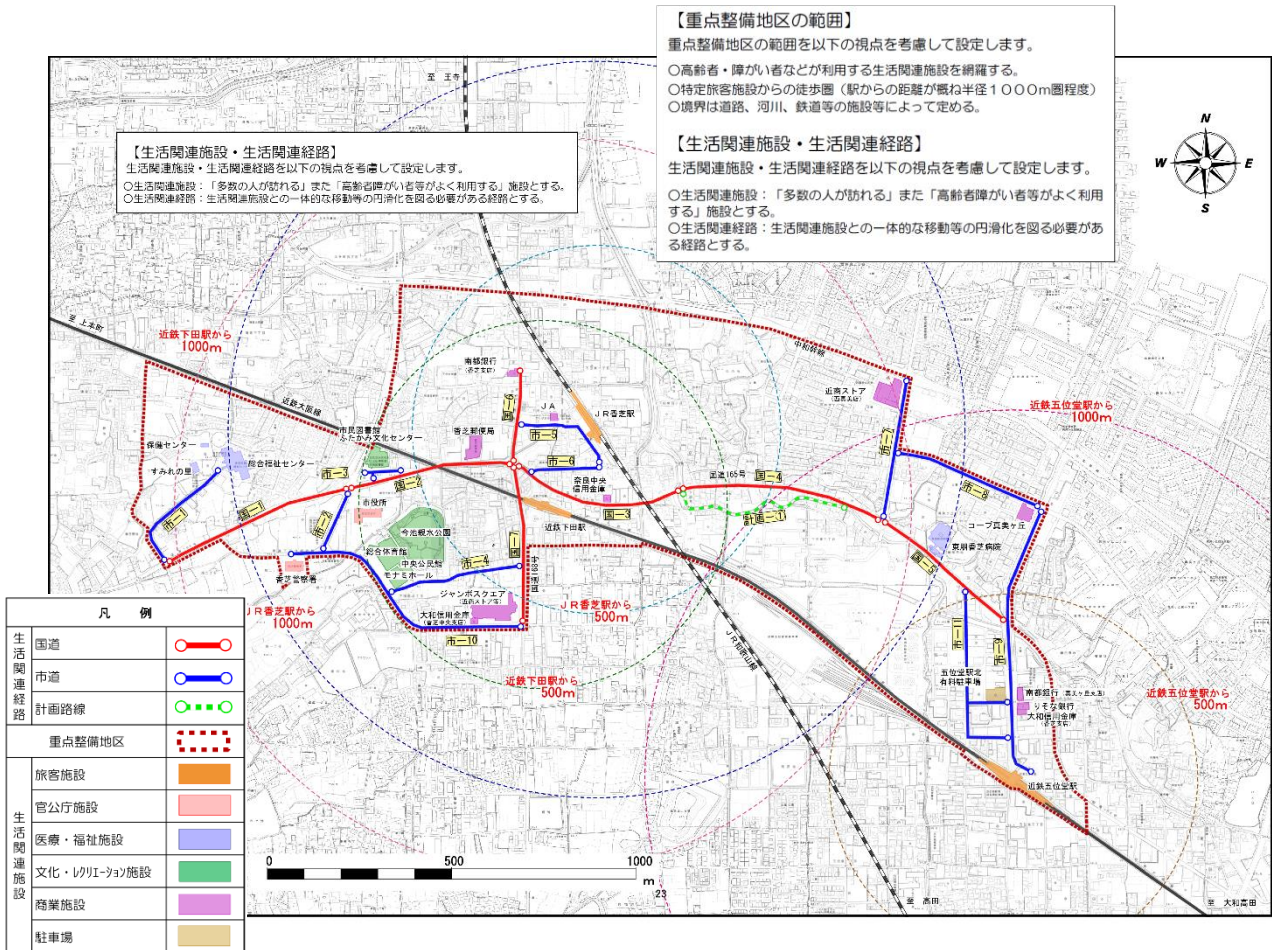 【重点整備地区の範囲】
重点整備地区の範囲を以下の視点を考慮して設定します。
○高齢者・障がい者などが利用する生活関連施設を網羅する。
○特定旅客施設からの徒歩圏（駅からの距離が概ね半径１０００m圏程度）
○境界は道路、河川、鉄道等の施設等によって定める。
【生活関連施設・生活関連経路】
生活関連施設・生活関連経路を以下の視点を考慮して設定します。
○生活関連施設：「多数の人が訪れる」また「高齢者障がい者等がよく利用
する」施設とする。
○生活関連経路：生活関連施設との一体的な移動等の円滑化を図る必要があ
る経路とする。
【生活関連施設・生活関連経路】
生活関連施設・生活関連経路を以下の視点を考慮して設定します。
○生活関連施設：「多数の人が訪れる」また「高齢者障がい者等がよく利用する」施設とする。
○生活関連経路：生活関連施設との一体的な移動等の円滑化を図る必要がある経路とする。
N
W
E
S
至 王寺
至 上本町
近鉄下田駅から
1000m
近鉄大阪線
中和幹線
南都銀行
JA
JR香芝駅
香芝郵便局
市民図書館
ふたかみ文化センター
保健センター
すみれの里
総合福祉センター
近商ストア
近鉄五位堂駅から
1000m
国道165号
奈良中央
信用金庫
市役所
今池親水公園
総合体育館
中央公民館
モナミホール
香芝警察署
近鉄下田駅
国道168号
ジャンボスクエア
大和信用金庫
コープ真美ヶ丘
東朋香芝病院
国－1
国－2
国－3
国－4
国－5
国－6
国－7
市－1
市－2
市－3
市－4
市－5
市－6
市－7
市－8
市－9
市－10
市－11
計画－1
JR香芝駅から
1000m
JR香芝駅から
500m
近鉄下田駅から
500m
JR和歌山線
五位堂駅北
有料駐車場
南都銀行
りそな銀行
大和信用金庫
近鉄五位堂駅から
500m
近鉄五位堂駅
至 高田
至 大和高田
0
500
1000
m
23
凡 例
生活関連経路
国道
市道
計画路線
重点整備地区
生活関連施設
旅客施設
官公庁施設
医療・福祉施設
文化・ﾚｸﾘｴｰｼｮﾝ施設
商業施設
駐車場